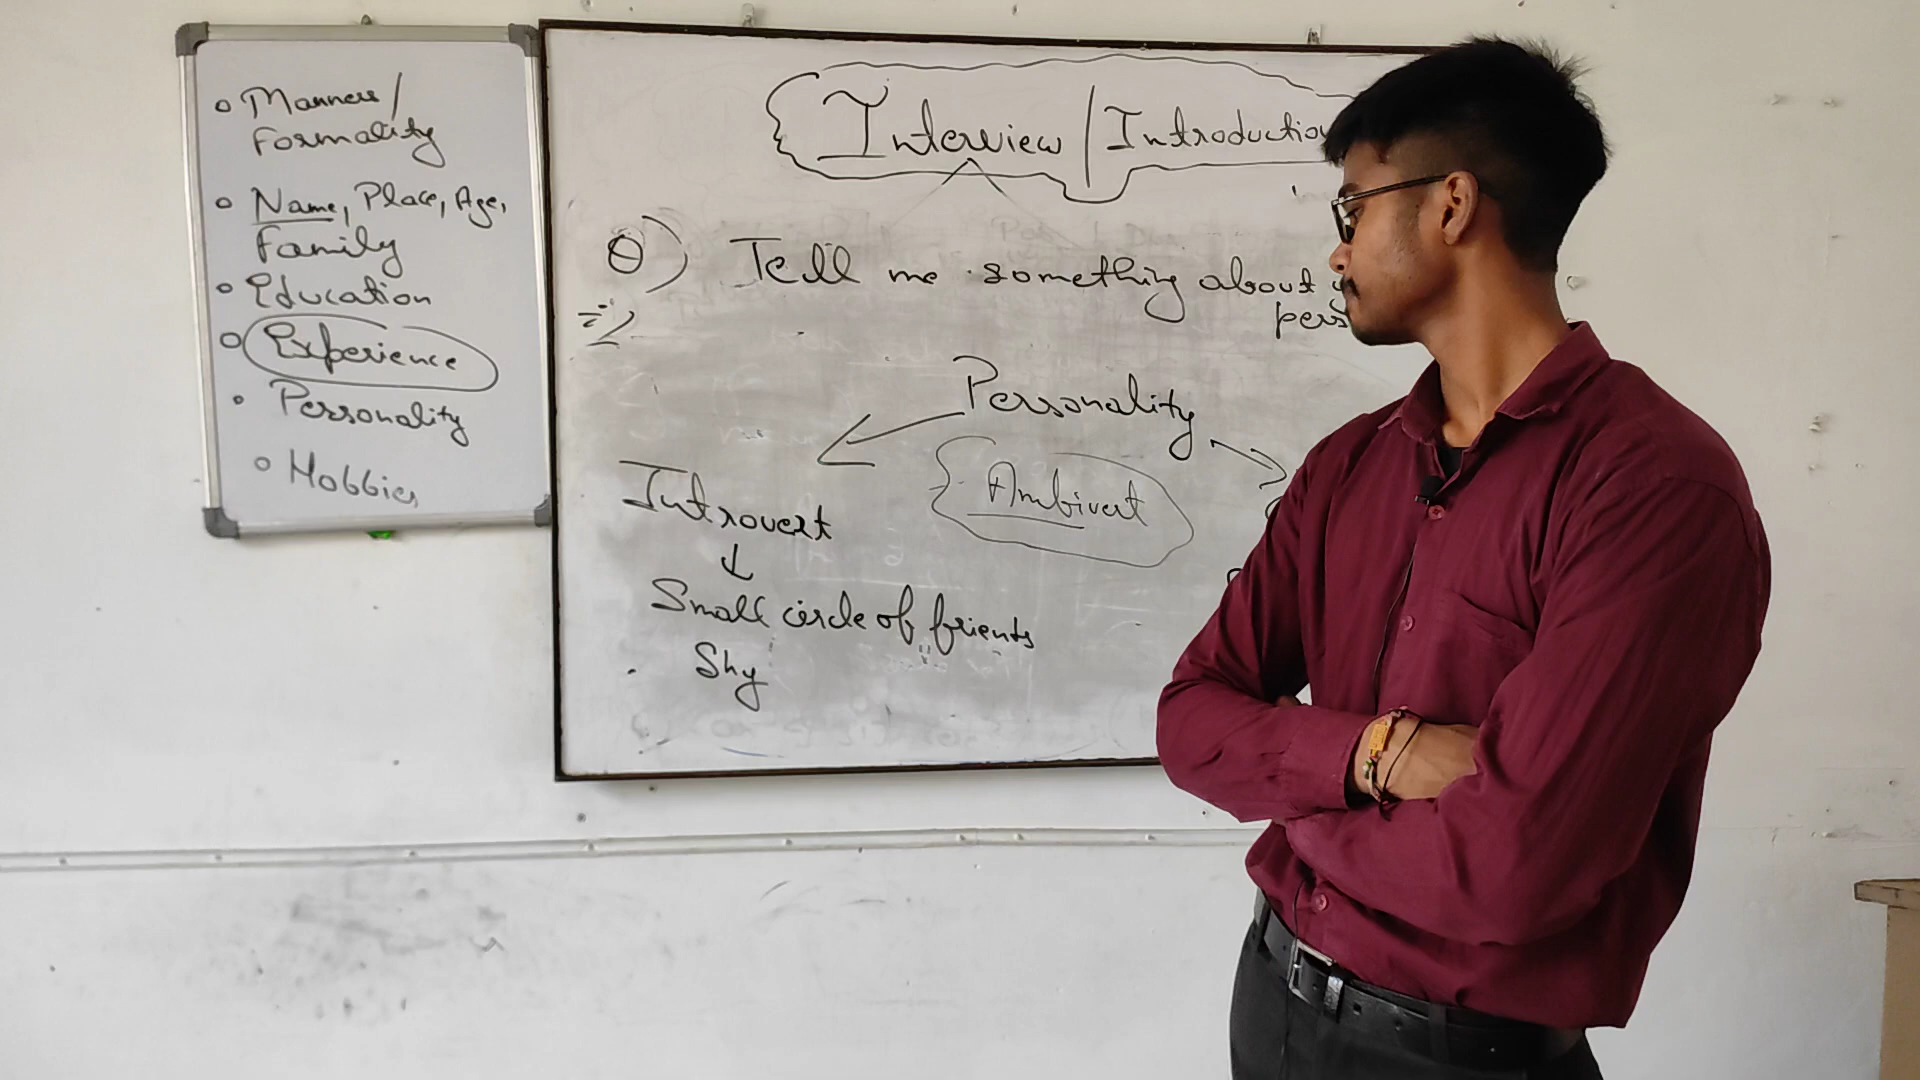 Manners/
Formality
Name, Place, Age,
Family
Education
Experience
Personality
Hobbies
Interview/Introductio
Q) Tell me something about
pers
Personality
Introvert
Ambivert
Small circle of friends
Shy